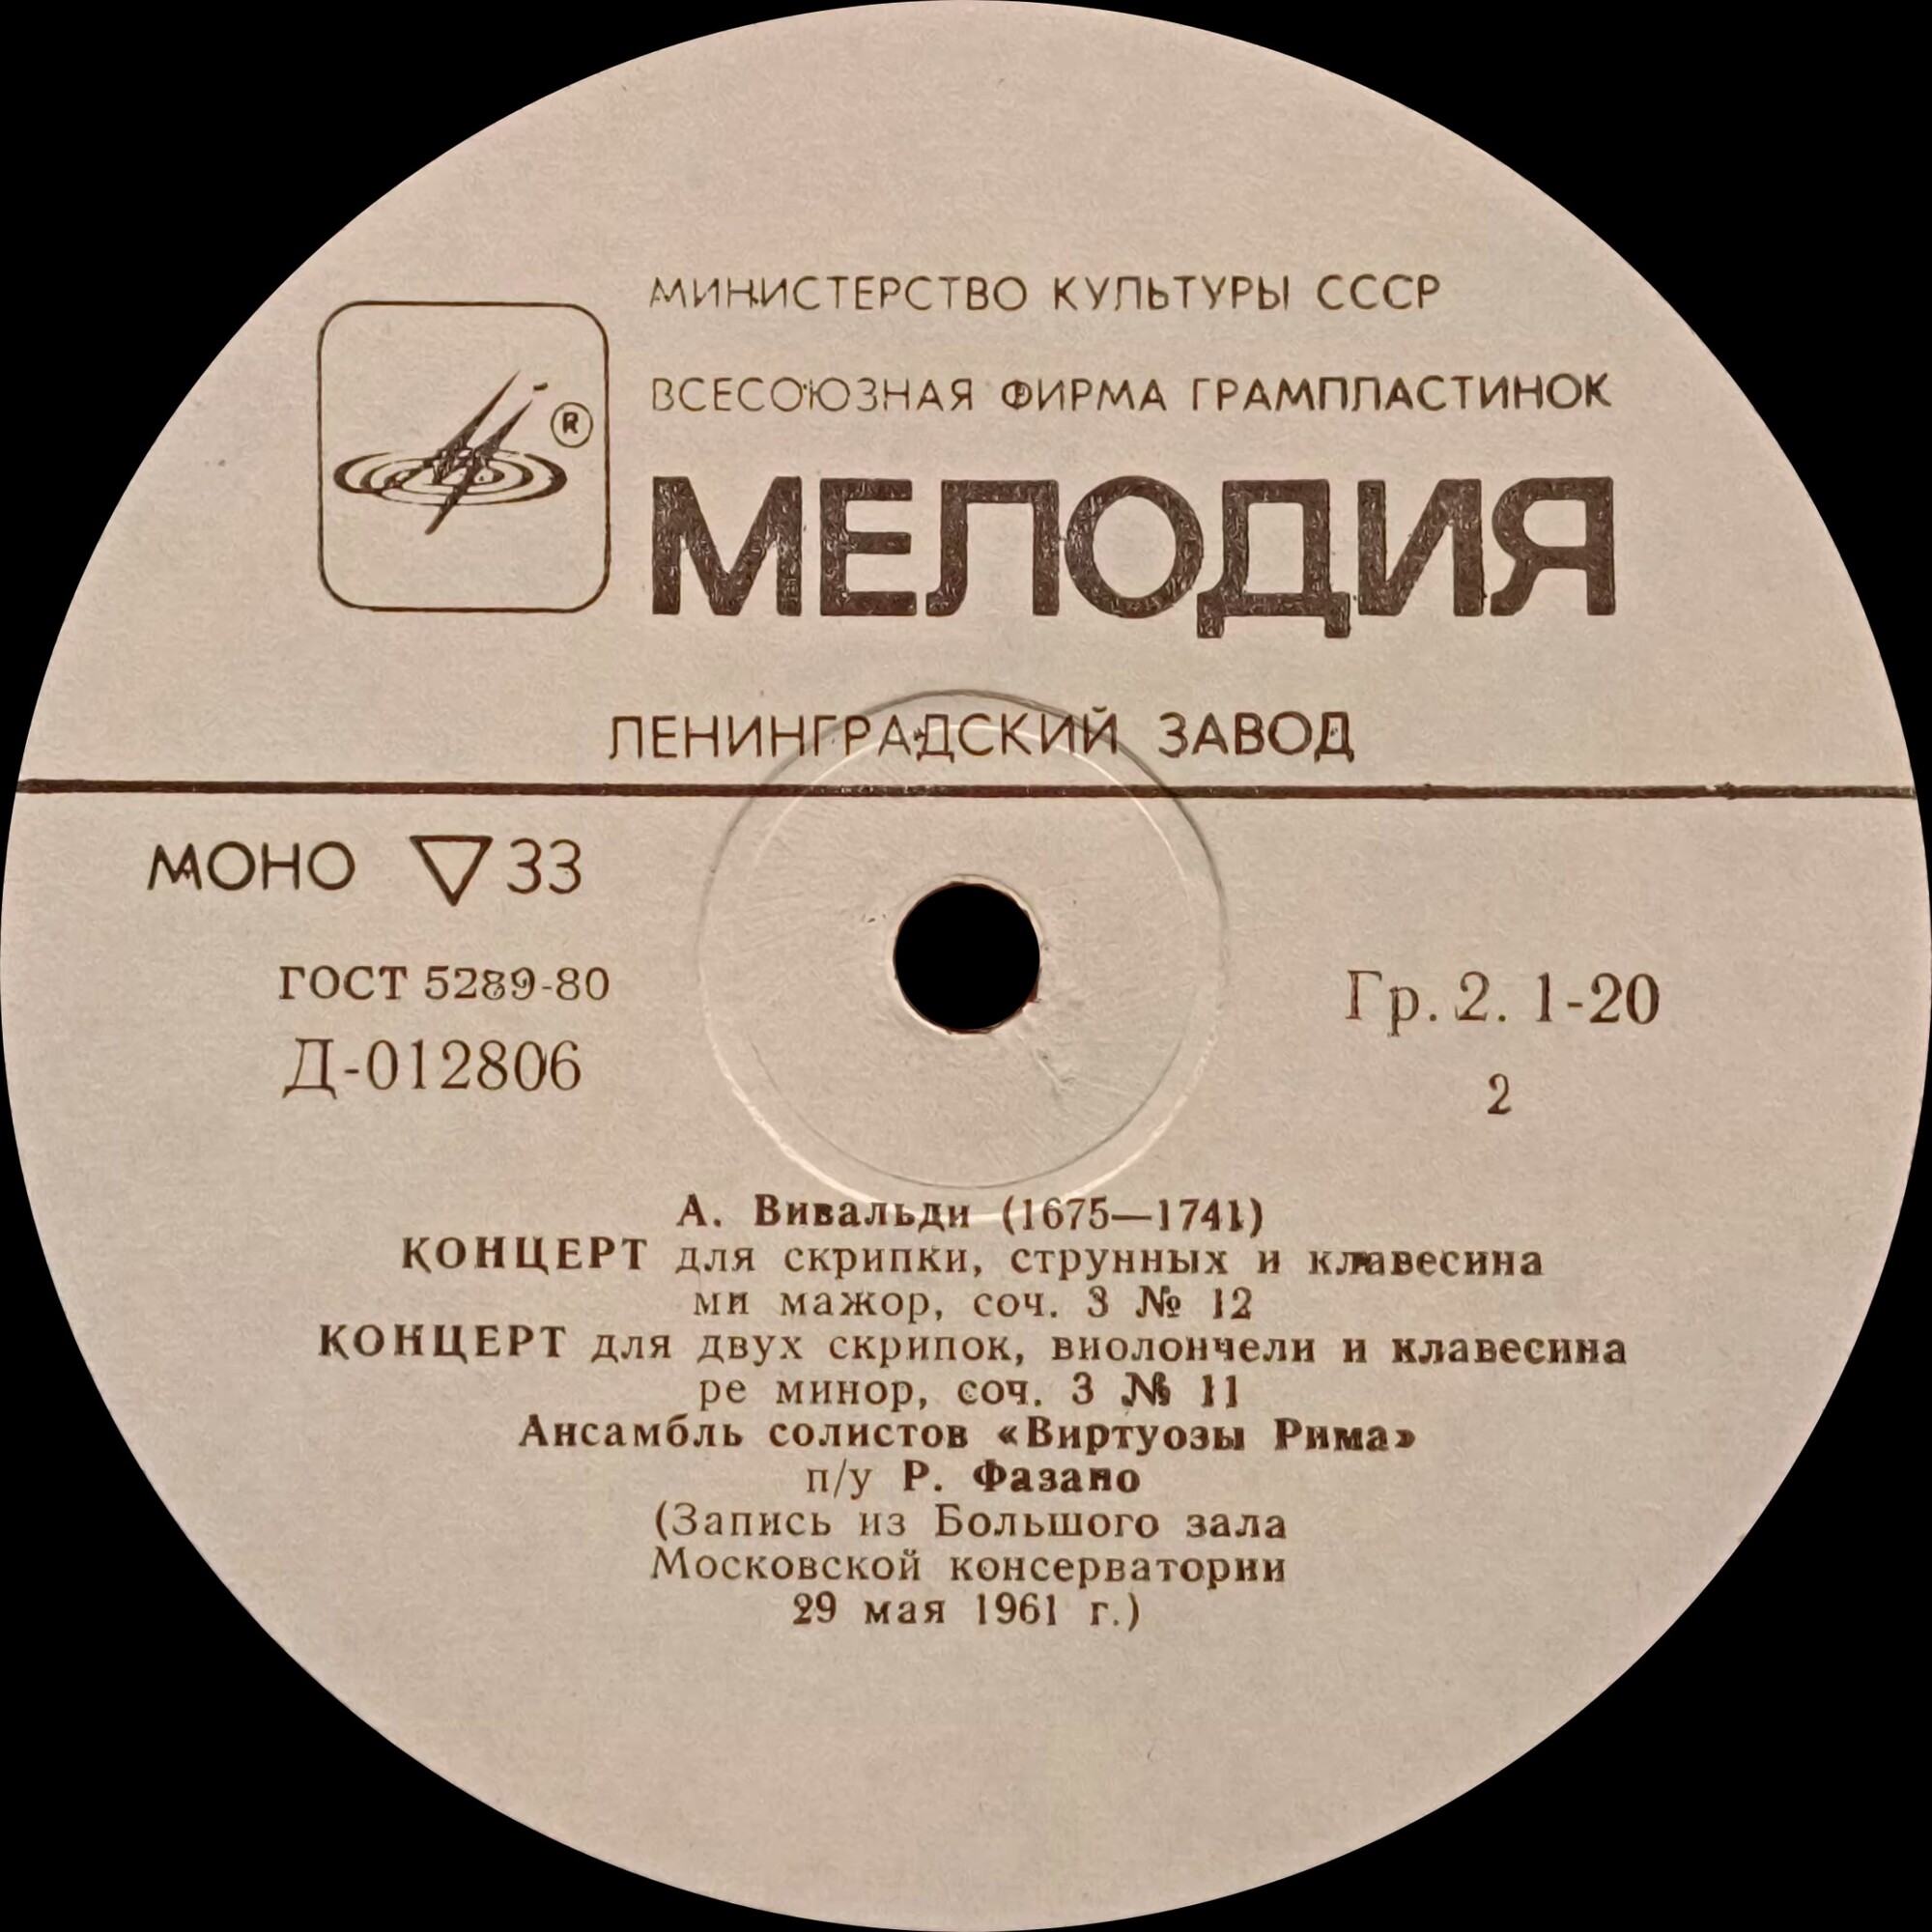 МИНИСТЕРСТВО КУЛЬТУРЫ СССР
ВСЕСОЮЗНАЯ ФИРМА ГРАМПЛАСТИНОК
®
МЕЛОДИЯ
ЛЕНИНГРАДСКИЙ ЗАВОД
МОНО ▽ 33
ГОСТ 5289-80
Д-012806
Гр. 2. 1-20
2
А. Вивальди (1675—1741)
КОНЦЕРТ для скрипки, струнных и клавесина
ми мажор, соч. 3 № 12
КОНЦЕРТ для двух скрипок, виолончели и клавесина
ре минор, соч. 3 № 11
Ансамбль солистов «Виртуозы Рима»
п/у Р. Фазано
(Запись из Большого зала
Московской консерватории
29 мая 1961 г.)